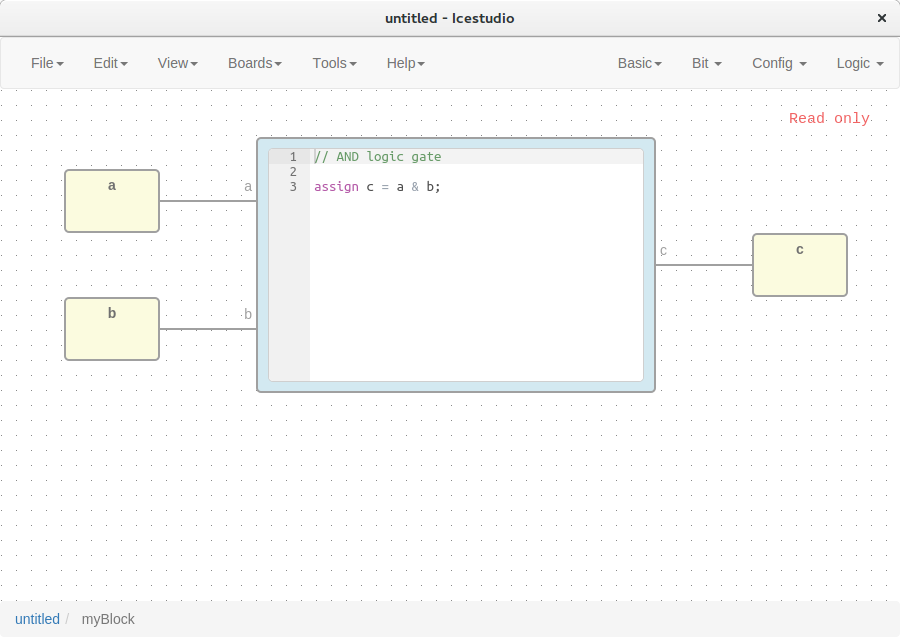 untitled - Icestudio
File Edit View Boards Tools Help Basic Bit Config Logic
Read only
1 // AND logic gate
2
3 assign c = a & b;
a a
c c
b b
untitled / myBlock